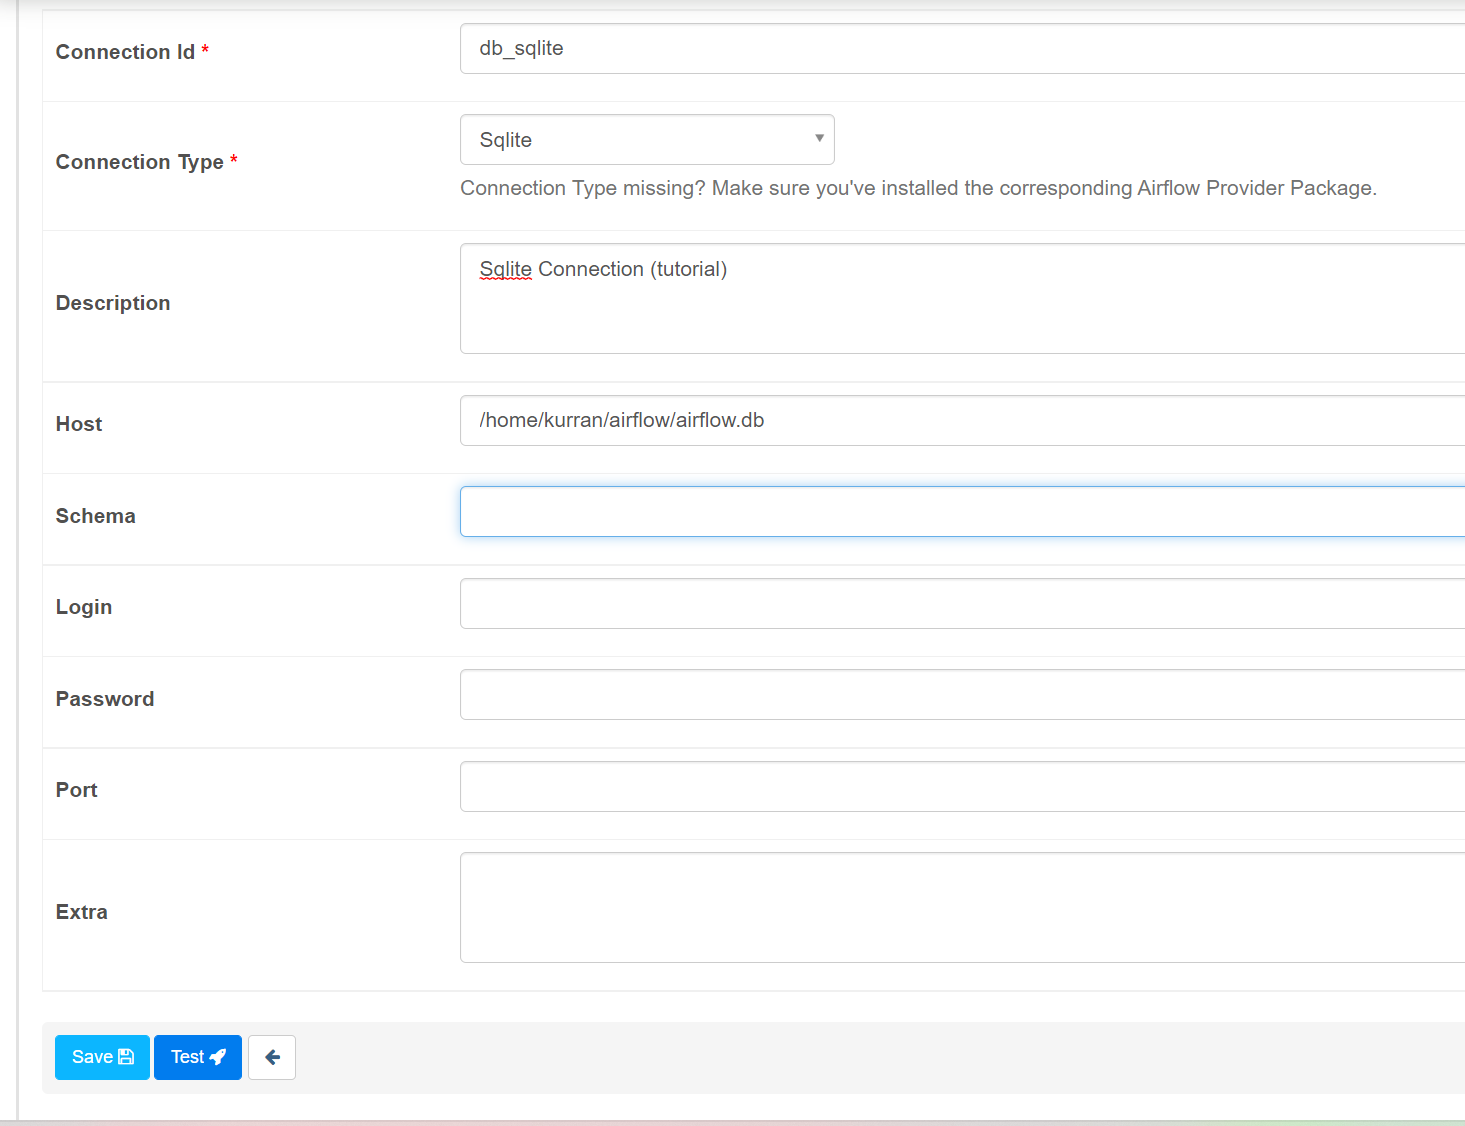 Connection Id *
db_sqlite
Connection Type *
Sqlite
Connection Type missing? Make sure you've installed the corresponding Airflow Provider Package.
Description
Sqlite Connection (tutorial)
Host
/home/kurran/airflow/airflow.db
Schema
Login
Password
Port
Extra
Save
Test